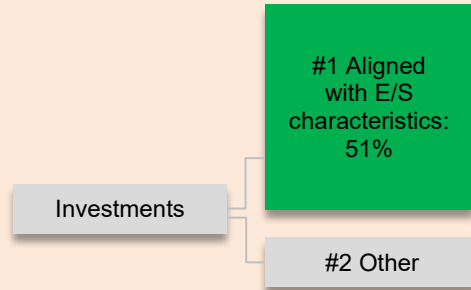 #1 Aligned
with E/S
characteristics:
51%
Investments
#2 Other